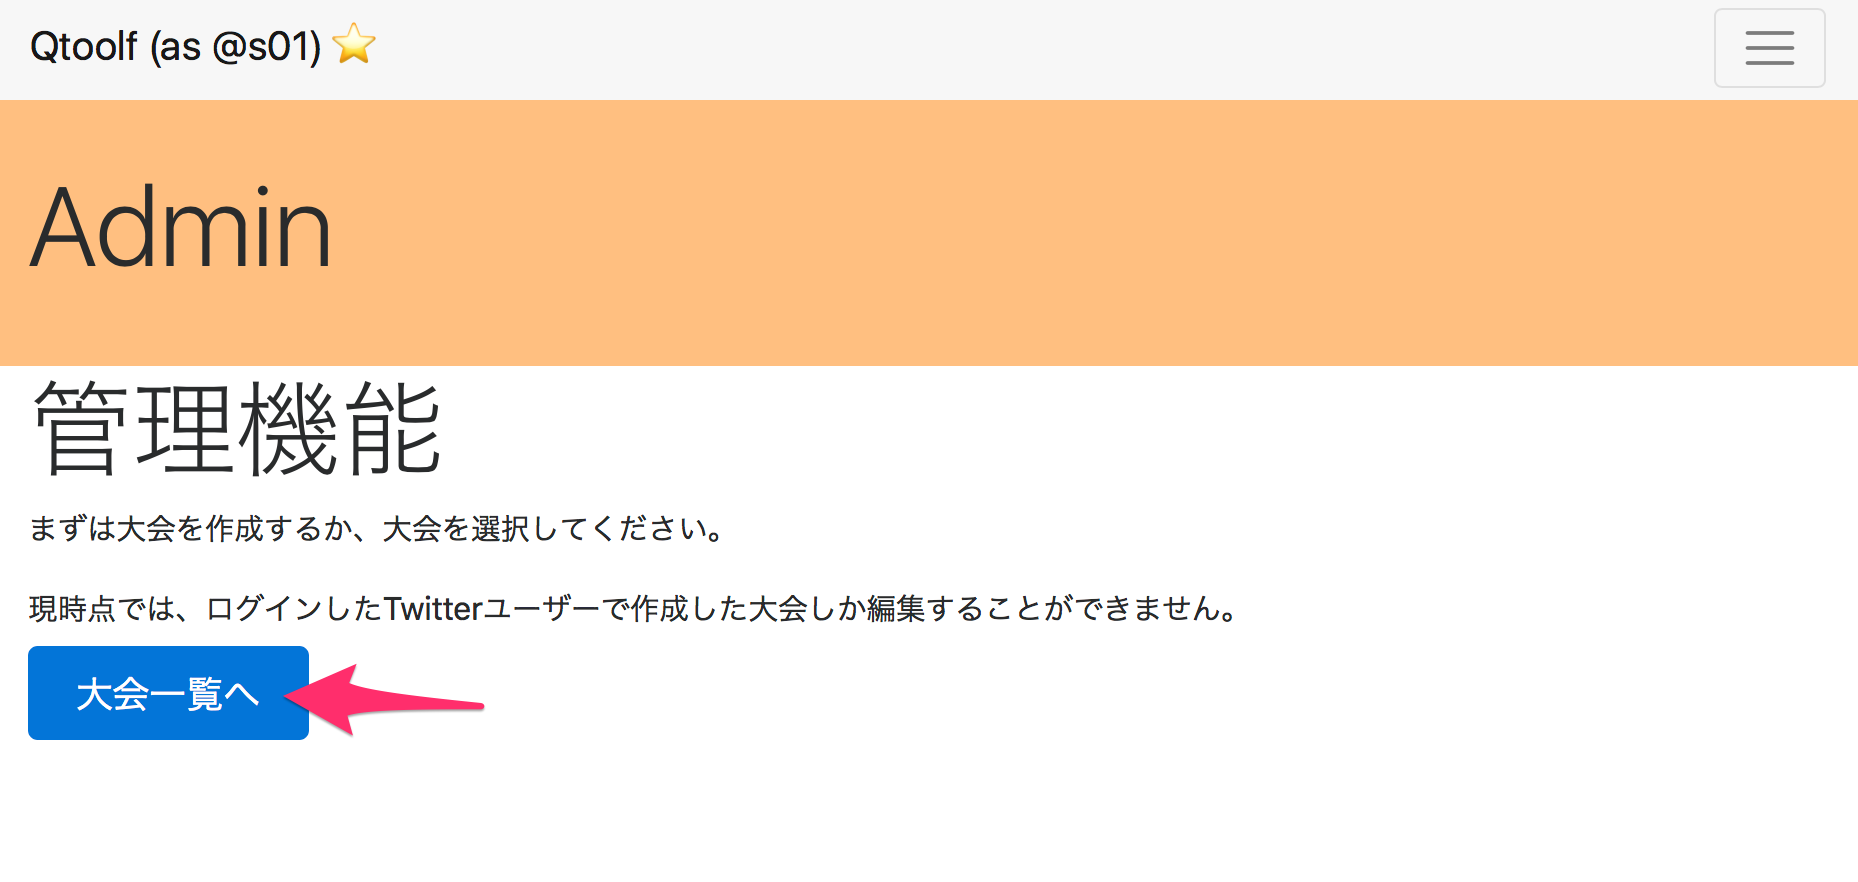 Qtoolf (as @s01) ⭐
Admin
管理機能
まずは大会を作成するか、大会を選択してください。
現時点では、ログインしたTwitterユーザーで作成した大会しか編集することができません。
大会一覧へ